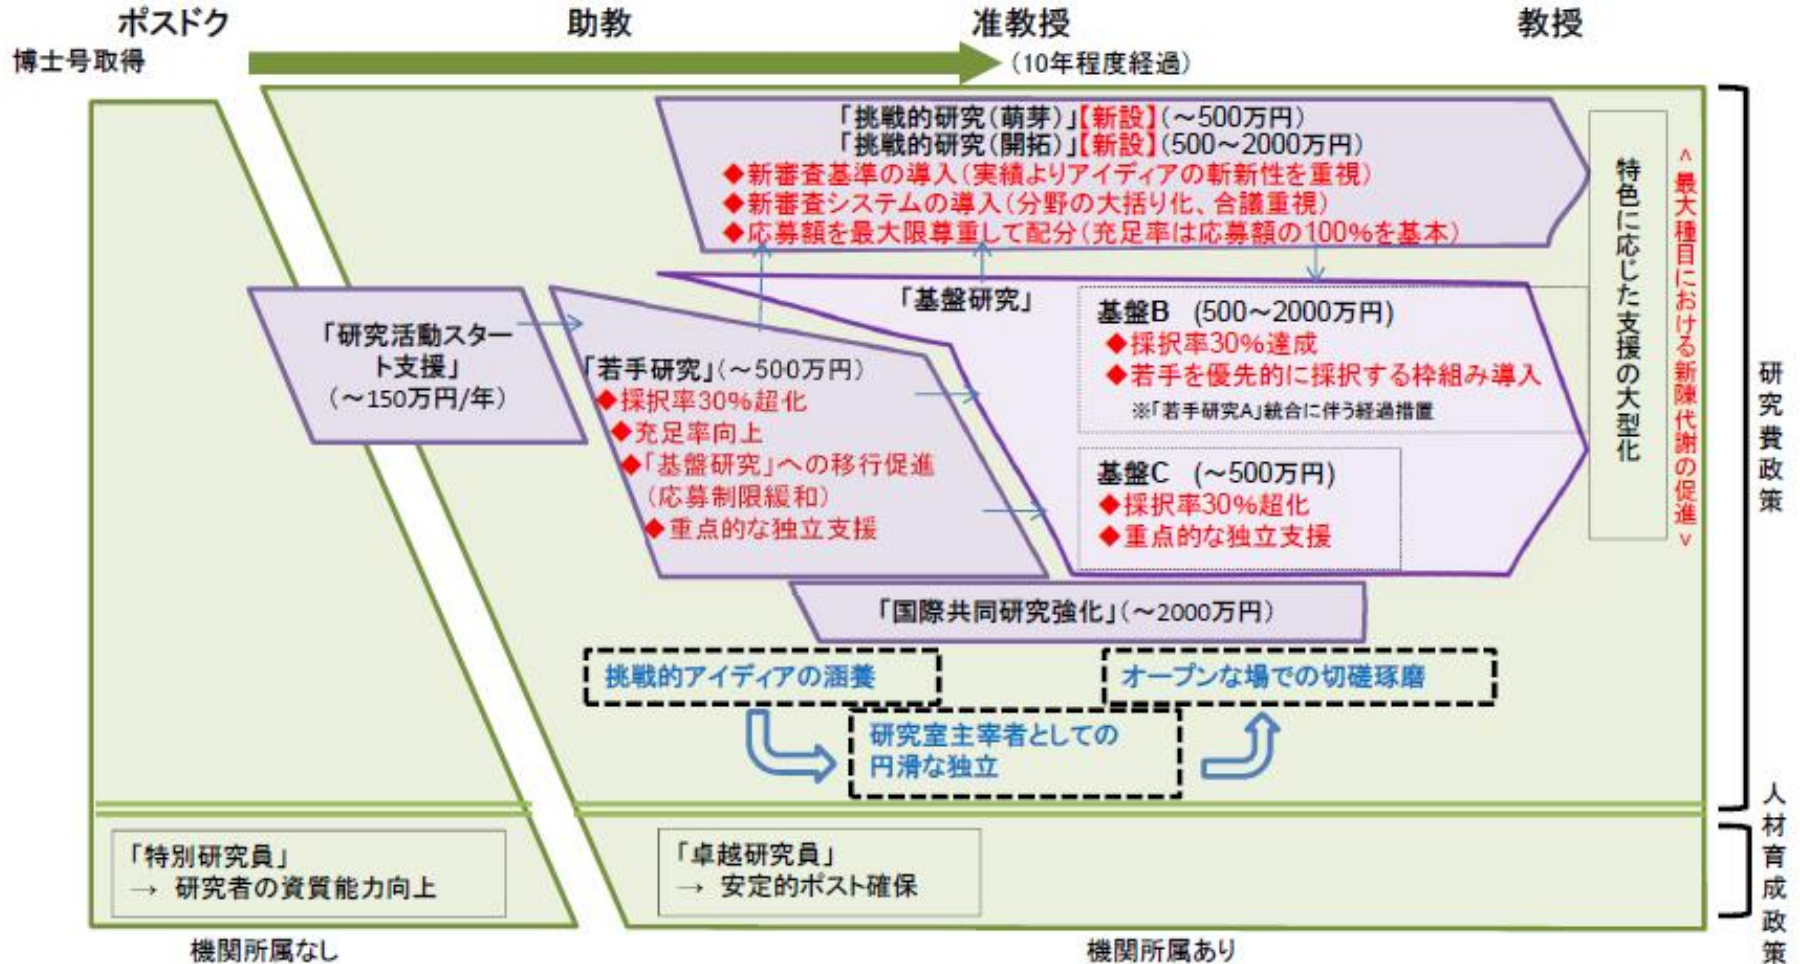 ポスドク 助教 准教授 教授
博士号取得 (10年程度経過)
「挑戦的研究(萌芽)」【新設】(～500万円)
「挑戦的研究(開拓)」【新設】(500～2000万円)
◆新審査基準の導入(実績よりアイディアの斬新性を重視)
◆新審査システムの導入(分野の大括り化、合議重視)
◆応募額を最大限尊重して配分(充足率は応募額の100%を基本)
「研究活動スター
ト支援」
(～150万円/年)
「若手研究」(～500万円)
◆採択率30%超化
◆充足率向上
◆「基盤研究」への移行促進
(応募制限緩和)
◆重点的な独立支援
「基盤研究」
基盤B (500～2000万円)
◆採択率30%達成
◆若手を優先的に採択する枠組み導入
※「若手研究A」統合に伴う経過措置
基盤C (～500万円)
◆採択率30%超化
◆重点的な独立支援
「国際共同研究強化」(～2000万円)
特色に応じた支援の大型化
<最大種目における新陳代謝の促進>
研究費政策
挑戦的アイディアの涵養
研究室主宰者としての
円滑な独立
オープンな場での切磋琢磨
「特別研究員」
→ 研究者の資質能力向上
「卓越研究員」
→ 安定的ポスト確保
人材育成政策
機関所属なし 機関所属あり